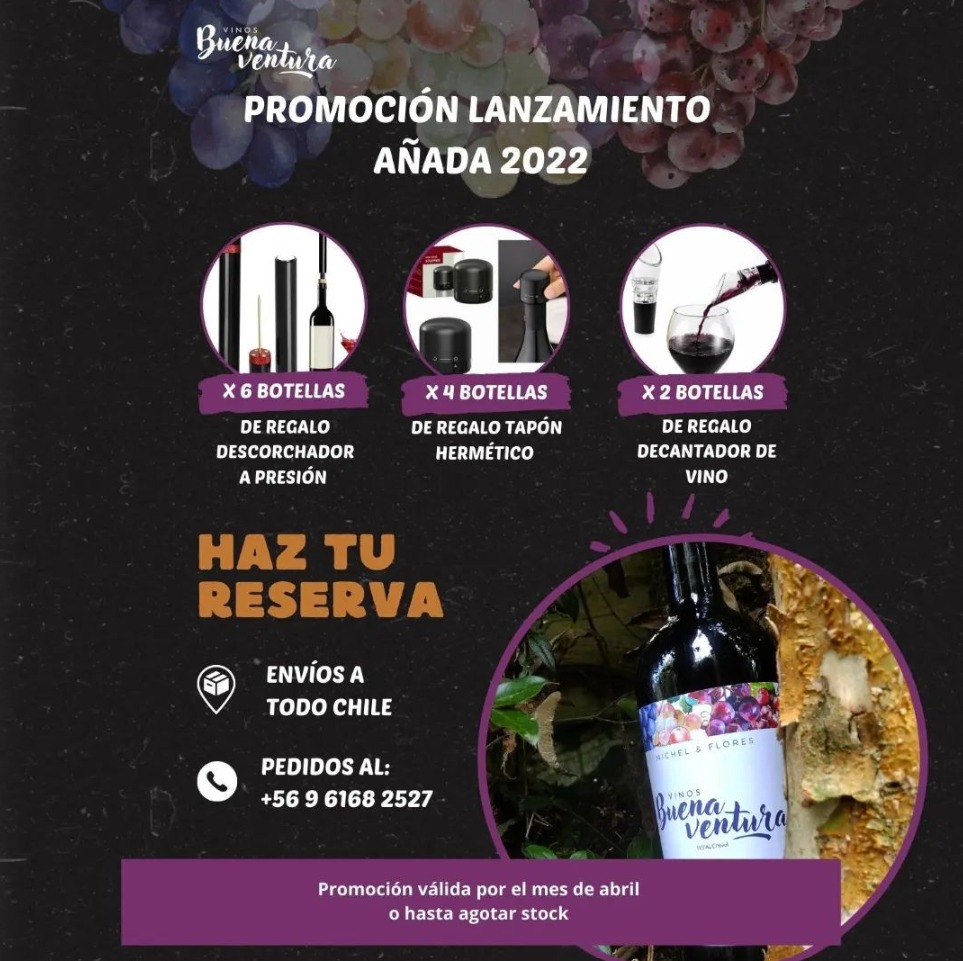 VINOS
Buena
ventura
PROMOCIÓN LANZAMIENTO
AÑADA 2022
X 6 BOTELLAS
DE REGALO
DESCORCHADOR
A PRESIÓN
X 4 BOTELLAS
DE REGALO TAPÓN
HERMÉTICO
X 2 BOTELLAS
DE REGALO
DECANTADOR DE
VINO
HAZ TU
RESERVA
ENVÍOS A
TODO CHILE
PEDIDOS AL:
+56 9 6168 2527
MICHEL & FLORES
VINOS
Buena
ventura
Promoción válida por el mes de abril
o hasta agotar stock